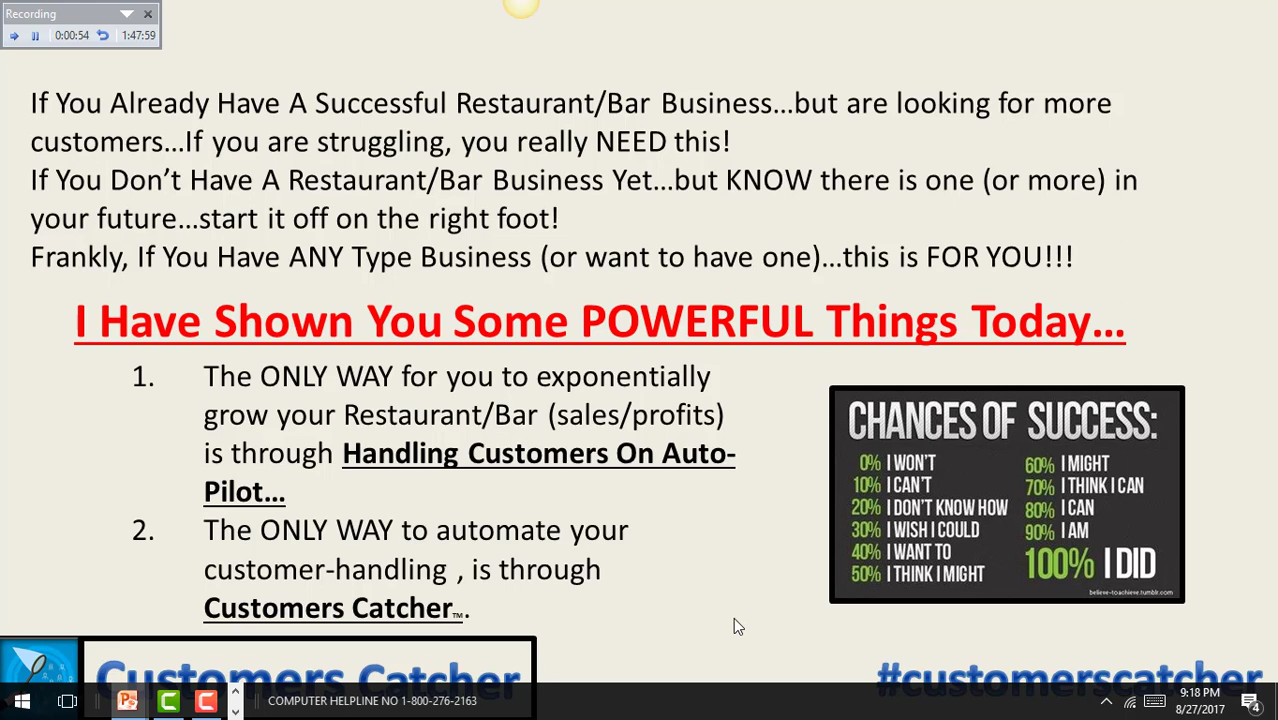 Recording
0:00:54
1:47:59
If You Already Have A Successful Restaurant/Bar Business...but are looking for more
customers...If you are struggling, you really NEED this!
If You Don't Have A Restaurant/Bar Business Yet...but KNOW there is one (or more) in
your future...start it off on the right foot!
Frankly, If You Have ANY Type Business (or want to have one)...this is FOR YOU!!!
I Have Shown You Some POWERFUL Things Today...
1. The ONLY WAY for you to exponentially
grow your Restaurant/Bar (sales/profits)
is through Handling Customers On Auto-
Pilot...
2. The ONLY WAY to automate your
customer-handling , is through
Customers Catcher™.
CHANCES OF SUCCESS:
0% I WON'T
10% I CAN'T
20% I DON'T KNOW HOW
30% I WISH I COULD
40% I WANT TO
50% I THINK I MIGHT
60% I MIGHT
70% I THINK I CAN
80% I CAN
90% I AM
100% I DID
believe-toachieve.tumblr.com
Customers Catcher
#customerscatcher
COMPUTER HELPLINE NO 1-800-276-2163
9:18 PM
8/27/2017
4